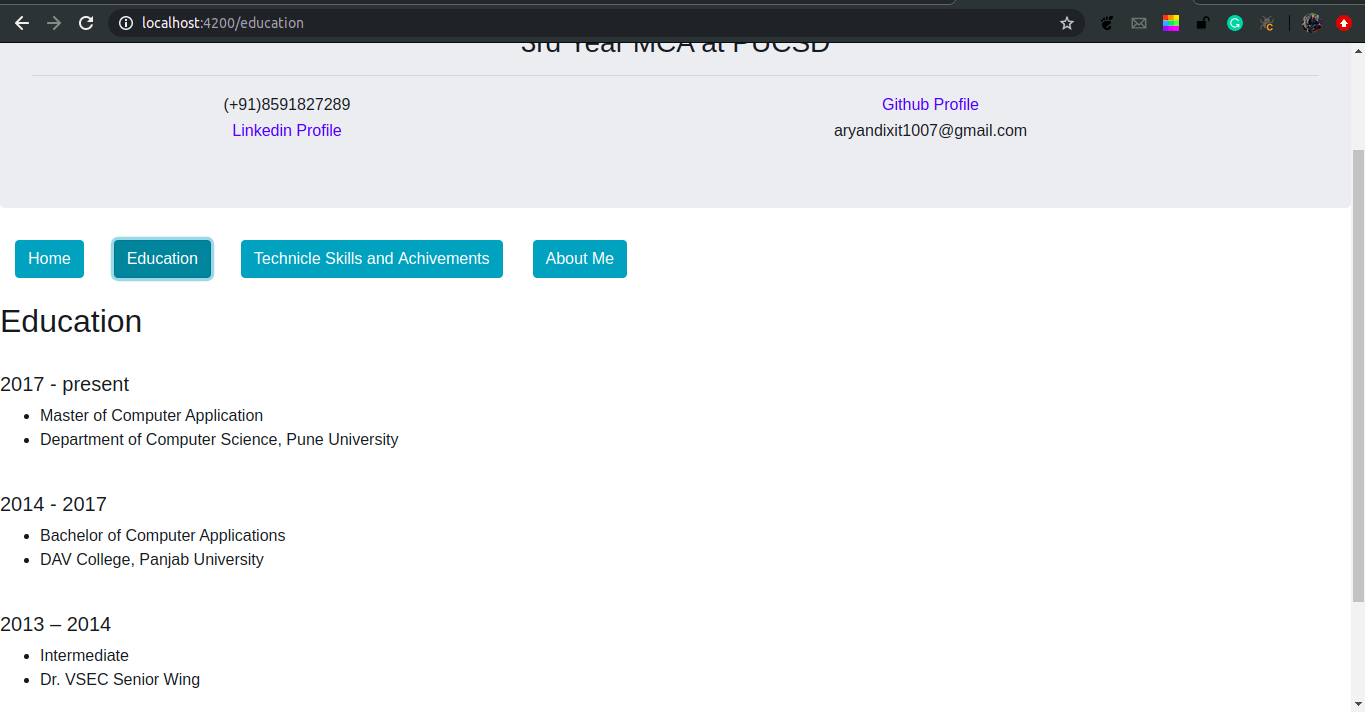 localhost:4200/education
3rd Year MCA at PUCSD
(+91)8591827289
Github Profile
Linkedin Profile
aryandixit1007@gmail.com
Home Education Technicle Skills and Achivements About Me
Education
2017 - present
• Master of Computer Application
• Department of Computer Science, Pune University
2014 - 2017
• Bachelor of Computer Applications
• DAV College, Panjab University
2013 – 2014
• Intermediate
• Dr. VSEC Senior Wing